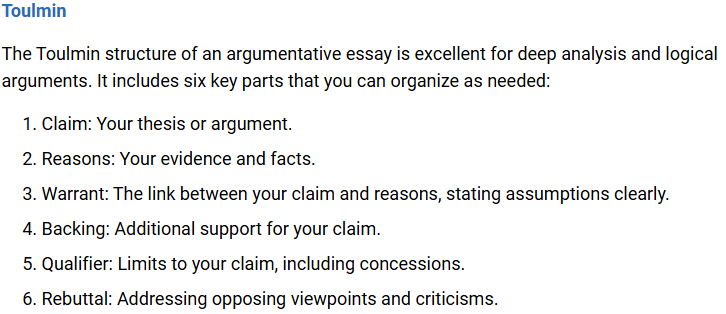 Toulmin
The Toulmin structure of an argumentative essay is excellent for deep analysis and logical
arguments. It includes six key parts that you can organize as needed:
1. Claim: Your thesis or argument.
2. Reasons: Your evidence and facts.
3. Warrant: The link between your claim and reasons, stating assumptions clearly.
4. Backing: Additional support for your claim.
5. Qualifier: Limits to your claim, including concessions.
6. Rebuttal: Addressing opposing viewpoints and criticisms.